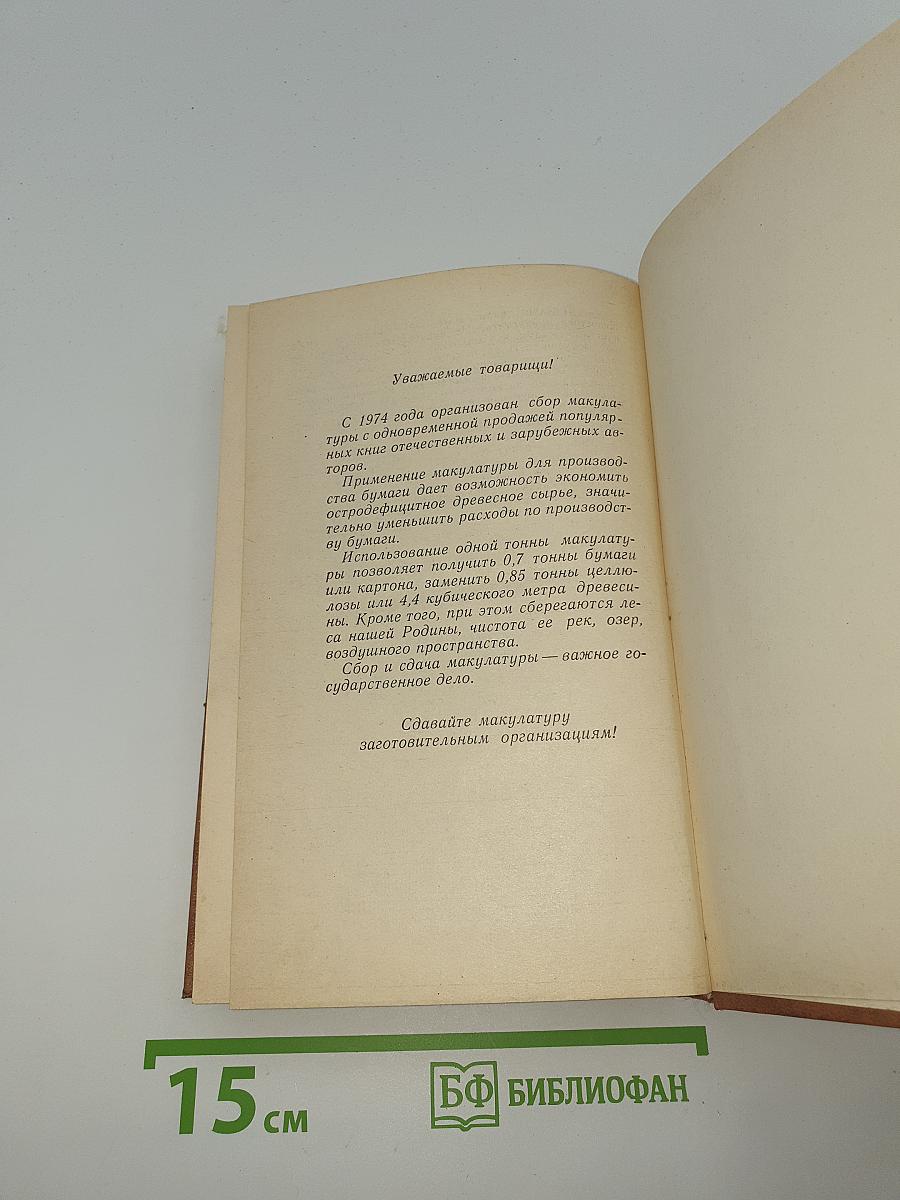 Уважаемые товарищи!
С 1974 года организован сбор макула-
туры с одновременной продажей популяр-
ных книг отечественных и зарубежных ав-
торов.
Применение макулатуры для производ-
ства бумаги дает возможность экономить
остродефицитное древесное сырье, значи-
тельно уменьшить расходы по производст-
ву бумаги.
Использование одной тонны макулату-
ры позволяет получить 0,7 тонны бумаги
или картона, заменить 0,85 тонны целлю-
лозы или 4,4 кубического метра древеси-
ны. Кроме того, при этом сберегаются ле-
са нашей Родины, чистота ее рек, озер,
воздушного пространства.
Сбор и сдача макулатуры — важное го-
сударственное дело.
Сдавайте макулатуру
заготовительным организациям!
15 см
БФ БИБЛИОФАН